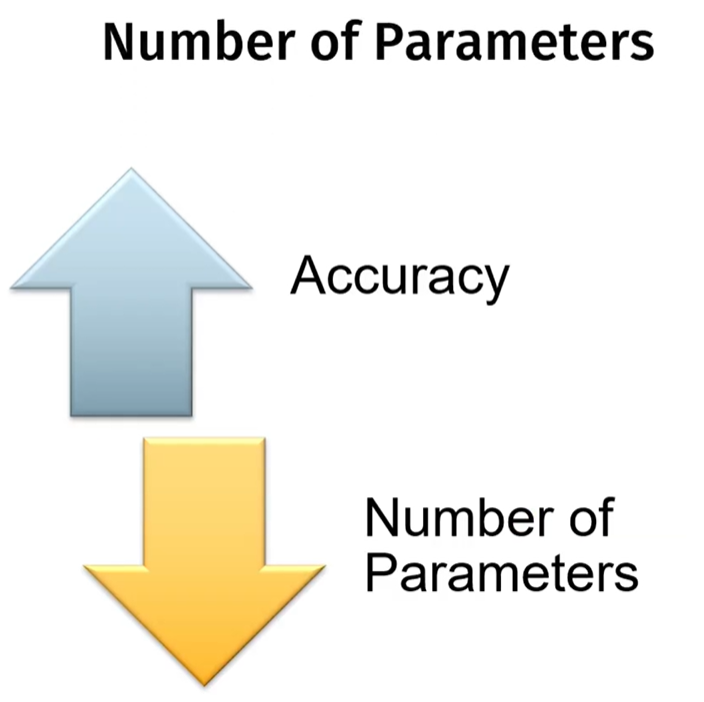 Number of Parameters
Accuracy
Number of
Parameters